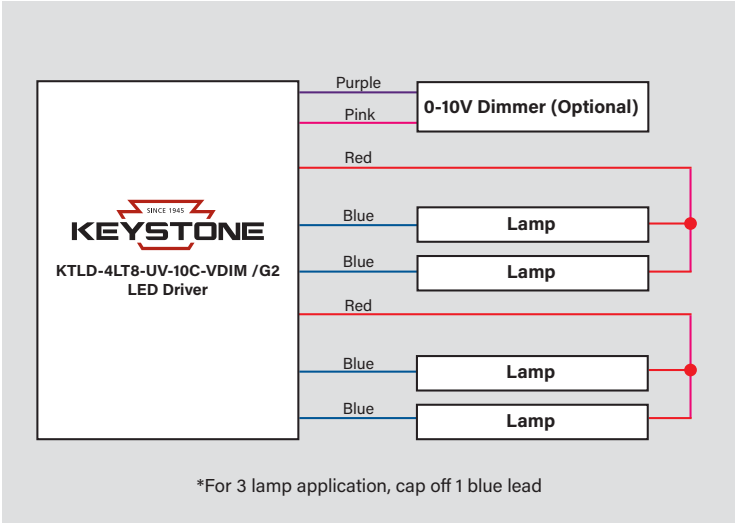 Purple
0-10V Dimmer (Optional)
Pink
Red
SINCE 1945
KEYSTONE
KTLD-4LT8-UV-10C-VDIM /G2
LED Driver
Blue
Lamp
Blue
Lamp
Red
Blue
Lamp
Blue
Lamp
*For 3 lamp application, cap off 1 blue lead